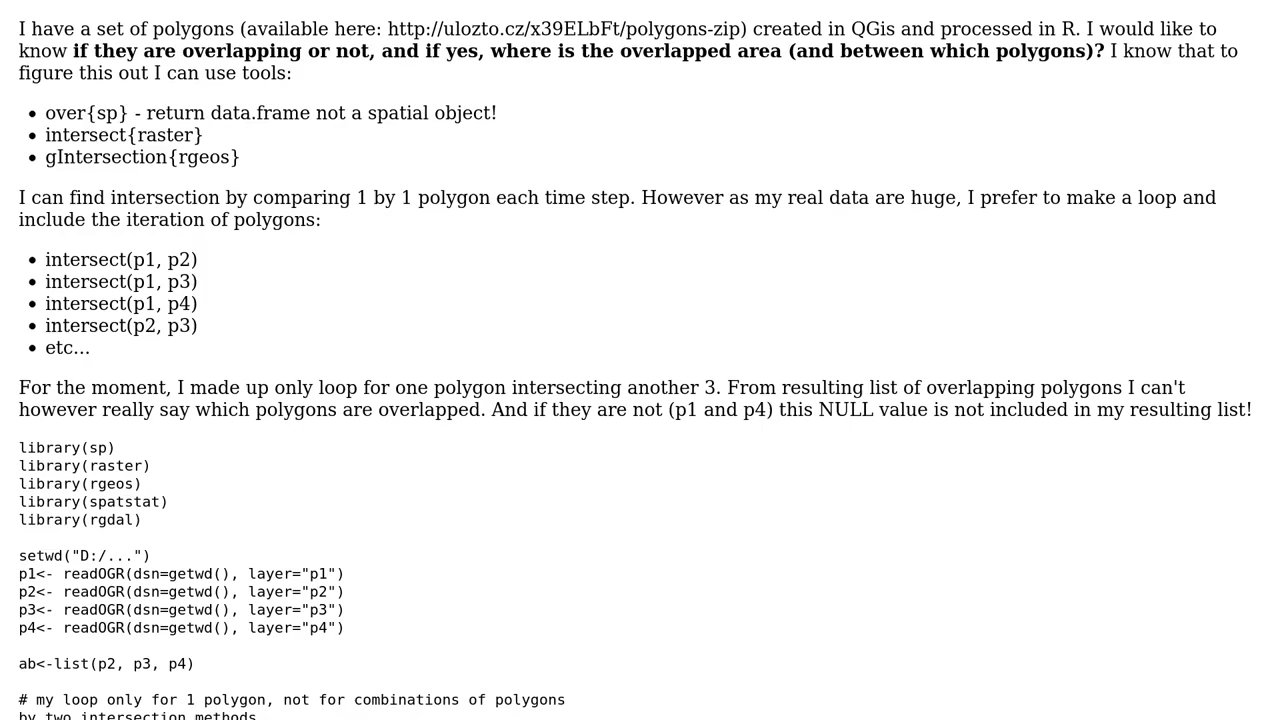 I have a set of polygons (available here: http://ulozto.cz/x39ELbFt/polygons-zip) created in QGis and processed in R. I would like to
know if they are overlapping or not, and if yes, where is the overlapped area (and between which polygons)? I know that to
figure this out I can use tools:
• over{sp} - return data.frame not a spatial object!
• intersect{raster}
• gIntersection{rgeos}
I can find intersection by comparing 1 by 1 polygon each time step. However as my real data are huge, I prefer to make a loop and
include the iteration of polygons:
• intersect(p1, p2)
• intersect(p1, p3)
• intersect(p1, p4)
• intersect(p2, p3)
• etc...
For the moment, I made up only loop for one polygon intersecting another 3. From resulting list of overlapping polygons I can't
however really say which polygons are overlapped. And if they are not (p1 and p4) this NULL value is not included in my resulting list!
library(sp)
library(raster)
library(rgeos)
library(spatstat)
library(rgdal)
setwd("D:/...")
p1<- readOGR(dsn=getwd(), layer="p1")
p2<- readOGR(dsn=getwd(), layer="p2")
p3<- readOGR(dsn=getwd(), layer="p3")
p4<- readOGR(dsn=getwd(), layer="p4")
ab<-list(p2, p3, p4)
# my loop only for 1 polygon, not for combinations of polygons
by two intersection methods